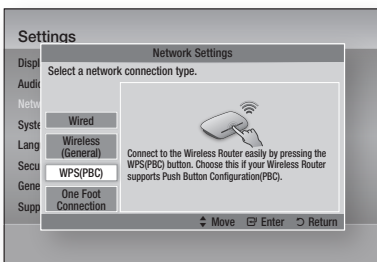 Settings
Network Settings
Select a network connection type.
Wired
Wireless
(General)
WPS(PBC)
One Foot
Connection
Connect to the Wireless Router easily by pressing the
WPS(PBC) button. Choose this if your Wireless Router
supports Push Button Configuration(PBC).
Move Enter Return